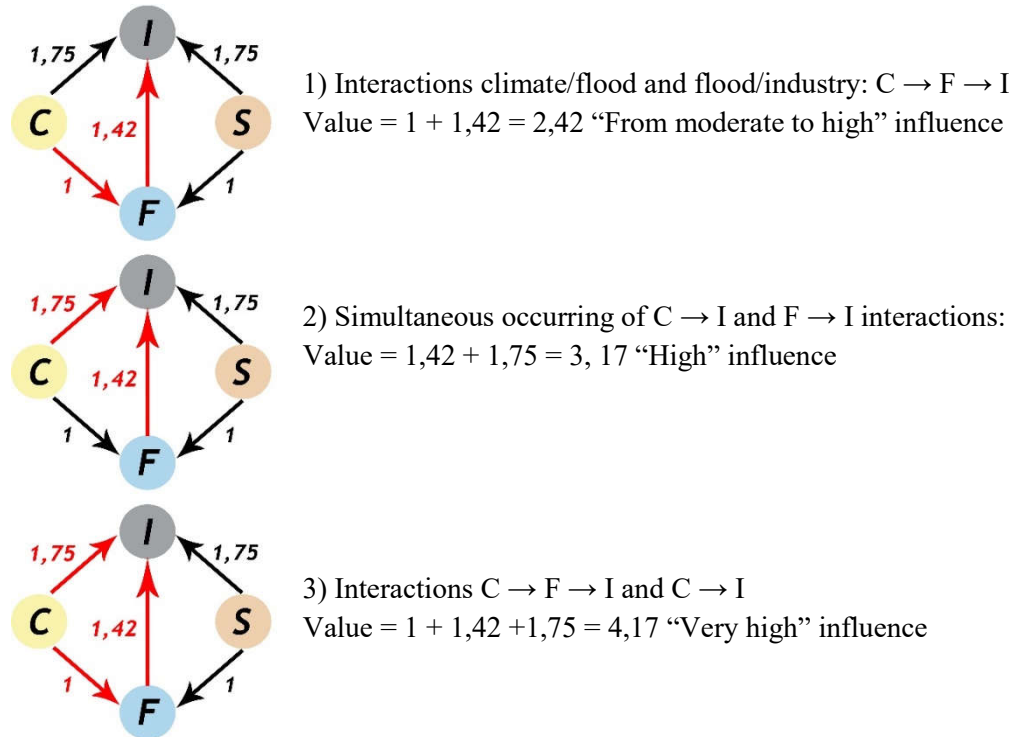 I
1,75
1,75
C
S
1,42
1
1
F
1) Interactions climate/flood and flood/industry: C → F → I
Value = 1 + 1,42 = 2,42 “From moderate to high” influence
I
1,75
1,75
C
S
1,42
1
1
F
2) Simultaneous occurring of C → I and F → I interactions:
Value = 1,42 + 1,75 = 3, 17 “High” influence
I
1,75
1,75
C
S
1,42
1
1
F
3) Interactions C → F → I and C → I
Value = 1 + 1,42 +1,75 = 4,17 “Very high” influence